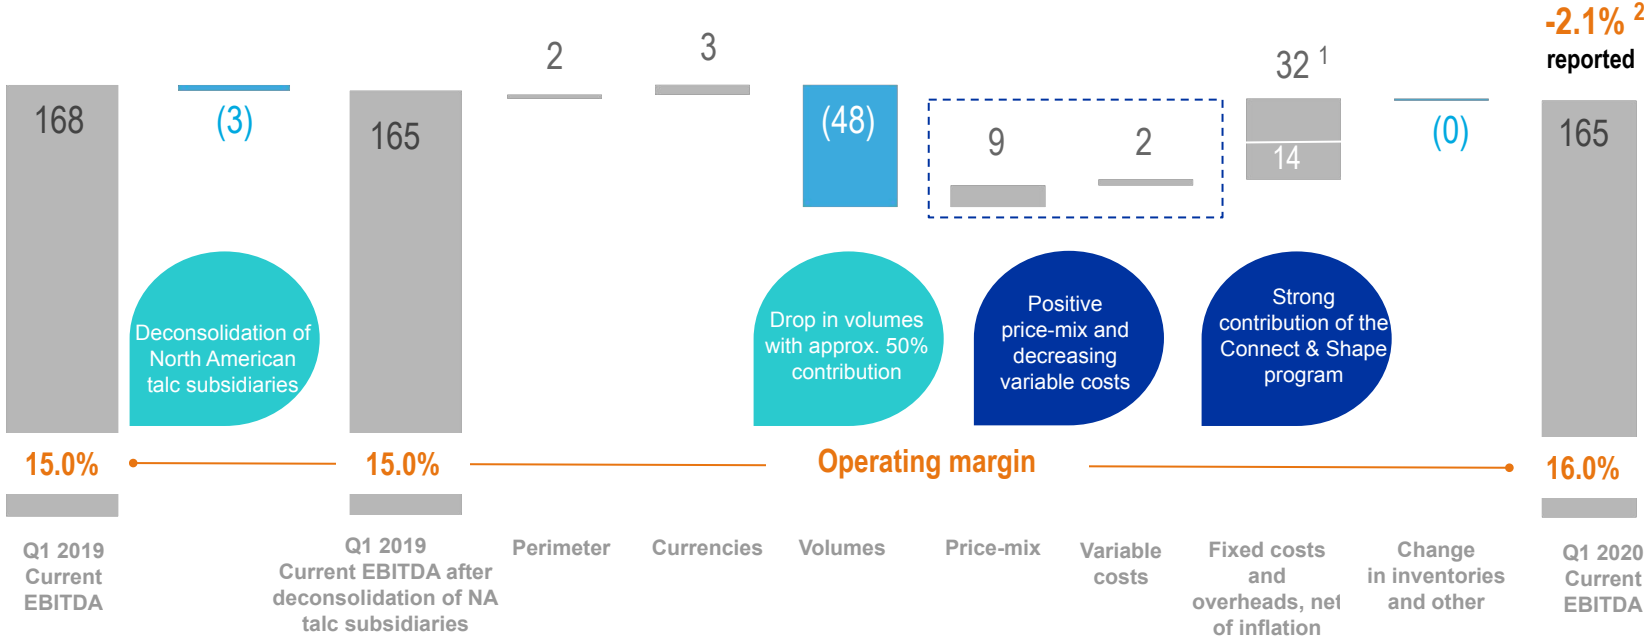 -2.1% 2
reported
168
(3)
165
2
3
(48)
9
2
32 1
14
(0)
165
Deconsolidation of
North American
talc subsidiaries
Drop in volumes
with approx. 50%
contribution
Positive
price-mix and
decreasing
variable costs
Strong
contribution of the
Connect & Shape
program
15.0%
15.0%
Operating margin
16.0%
Q1 2019
Current
EBITDA
Q1 2019
Current EBITDA after
deconsolidation of NA
talc subsidiaries
Perimeter
Currencies
Volumes
Price-mix
Variable
costs
Fixed costs
and
overheads, net
of inflation
Change
in inventories
and other
Q1 2020
Current
EBITDA